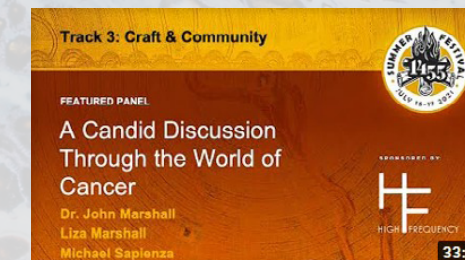 Track 3: Craft & Community
SUMMER FESTIVAL
1455
FEATURED PANEL
A Candid Discussion
Through the World of
Cancer
Dr. John Marshall
Liza Marshall
Michael Sapienza
SPONSORED BY
HF
HIGH FREQUENCY
33: